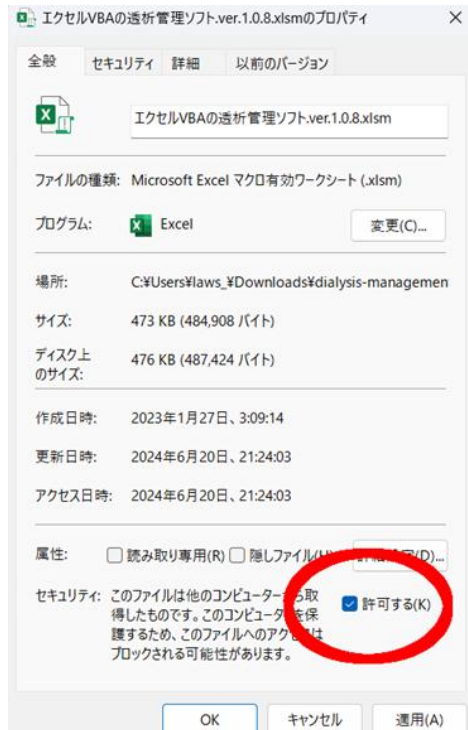 エクセルVBAの透析管理ソフト.ver.1.0.8.xlsmのプロパティ
全般 セキュリティ 詳細 以前のバージョン
エクセルVBAの透析管理ソフト.ver.1.0.8.xlsm
ファイルの種類: Microsoft Excel マクロ有効ワークシート (.xlsm)
プログラム: Excel 変更(C)...
場所: C:¥Users¥laws_¥Downloads¥dialysis-managemen
サイズ: 473 KB (484,908 バイト)
ディスク上
のサイズ: 476 KB (487,424 バイト)
作成日時: 2023年1月27日、3:09:14
更新日時: 2024年6月20日、21:24:03
アクセス日時: 2024年6月20日、21:24:03
属性: 読み取り専用(R) 隠しファイル(H) (D)...
セキュリティ: このファイルは他のコンピューターから取
得したものです。このコンピューターを保
護するため、このファイルへのアクセスは
ブロックされる可能性があります。
許可する(K)
OK キャンセル 適用(A)